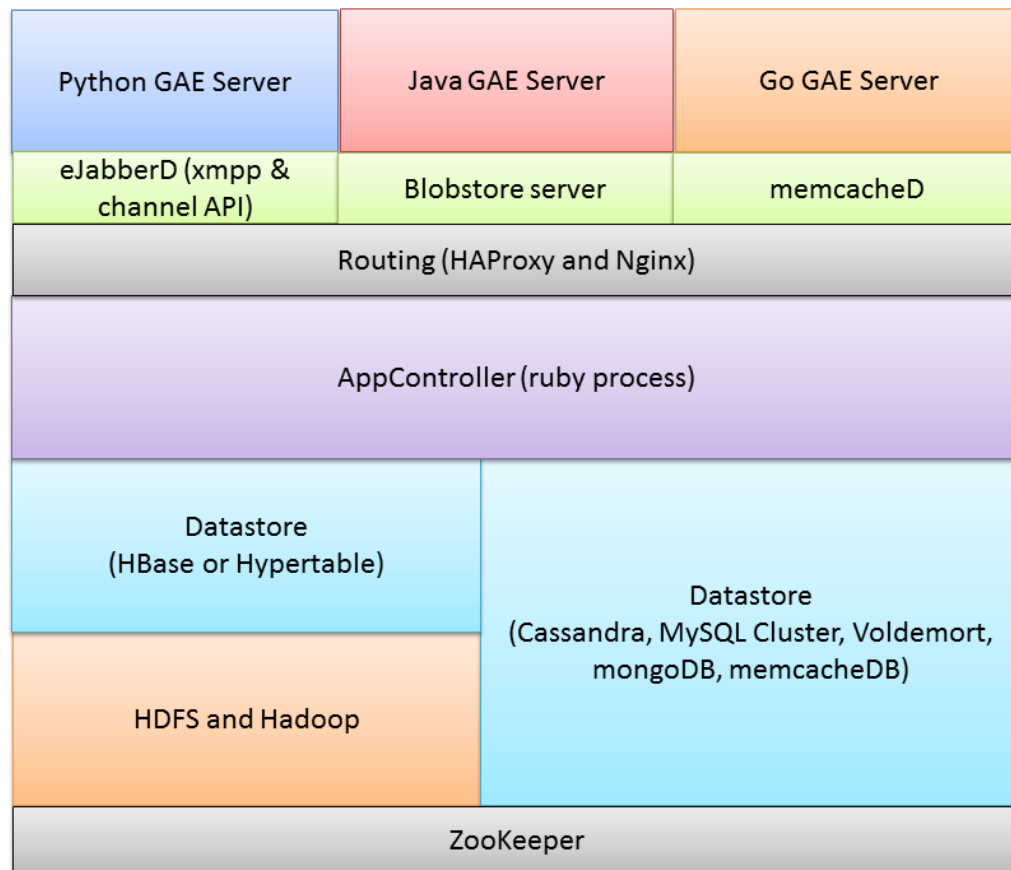 Python GAE Server
Java GAE Server
Go GAE Server
eJabberD (xmpp &
channel API)
Blobstore server
memcacheD
Routing (HAProxy and Nginx)
AppController (ruby process)
Datastore
(HBase or Hypertable)
Datastore
(Cassandra, MySQL Cluster, Voldemort,
mongoDB, memcacheDB)
HDFS and Hadoop
ZooKeeper